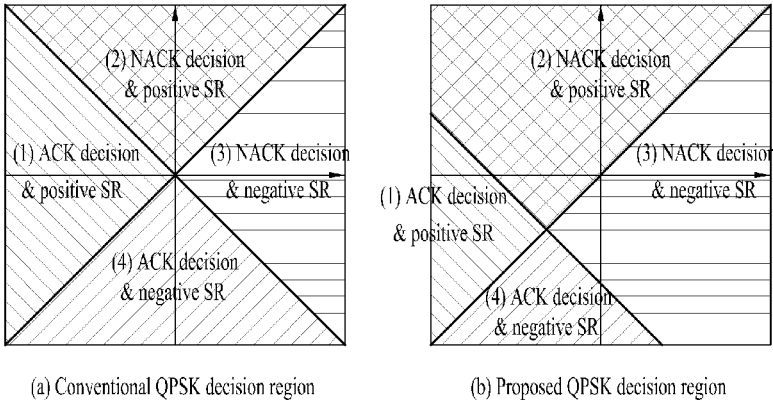 (2) NACK decision
& positive SR
(1) ACK decision
& positive SR
(3) NACK decision
& negative SR
(4) ACK decision
& negative SR
(a) Conventional QPSK decision region
(2) NACK decision
& positive SR
(3) NACK decision
& negative SR
(1) ACK decision
& positive SR
(4) ACK decision
& negative SR
(b) Proposed QPSK decision region